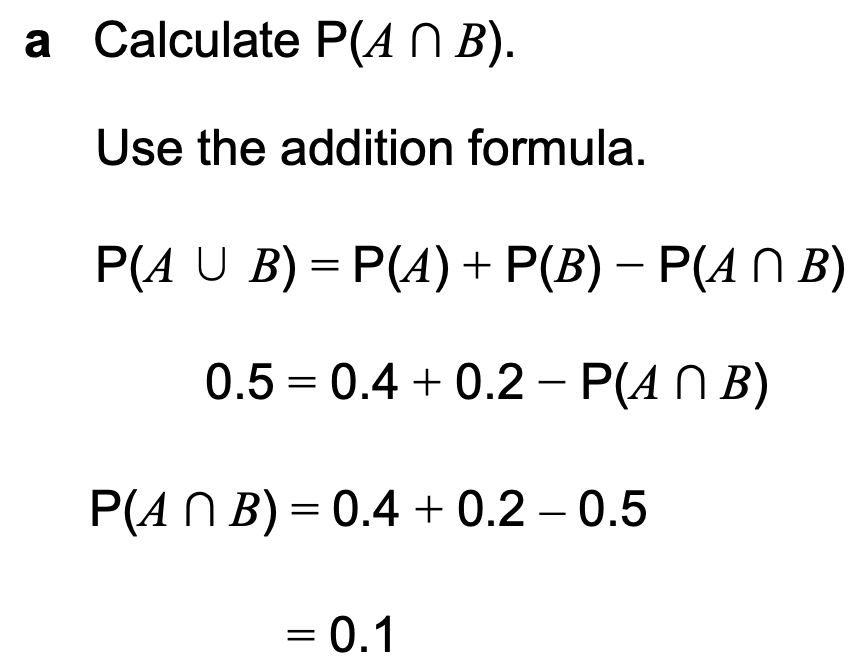 a Calculate P(A ∩ B).
Use the addition formula.
P(A ∪ B) = P(A) + P(B) – P(A ∩ B)
0.5 = 0.4 + 0.2 – P(A ∩ B)
P(A ∩ B) = 0.4 + 0.2 – 0.5
= 0.1